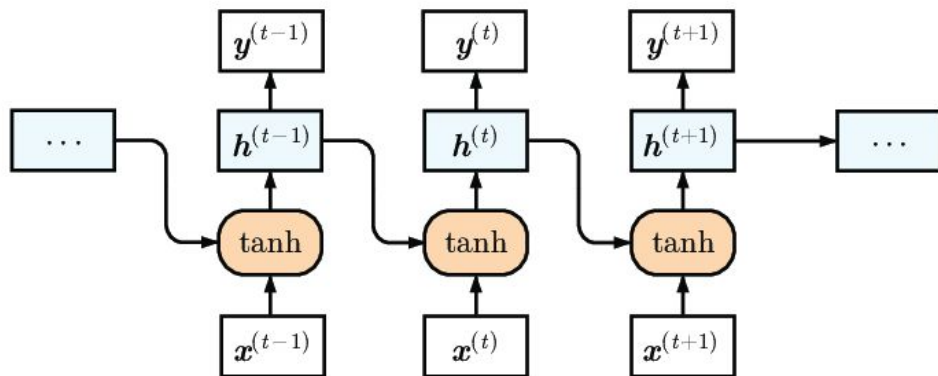 y^(t−1) y^(t) y^(t+1)
··· h^(t−1) h^(t) h^(t+1) ···
tanh tanh tanh
x^(t−1) x^(t) x^(t+1)